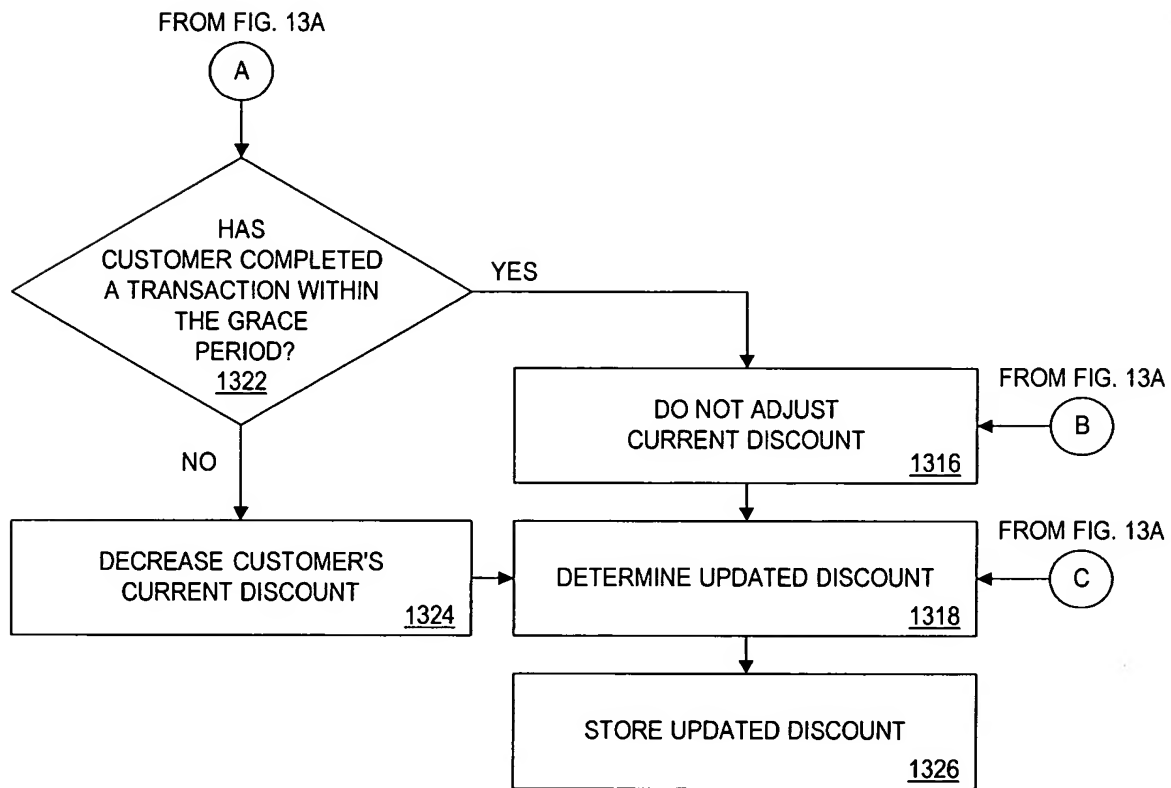 FROM FIG. 13A
A
HAS
CUSTOMER COMPLETED
A TRANSACTION WITHIN
THE GRACE
PERIOD?
1322
YES
NO
FROM FIG. 13A
DO NOT ADJUST
CURRENT DISCOUNT
1316
B
DECREASE CUSTOMER'S
CURRENT DISCOUNT
1324
FROM FIG. 13A
DETERMINE UPDATED DISCOUNT
1318
C
STORE UPDATED DISCOUNT
1326